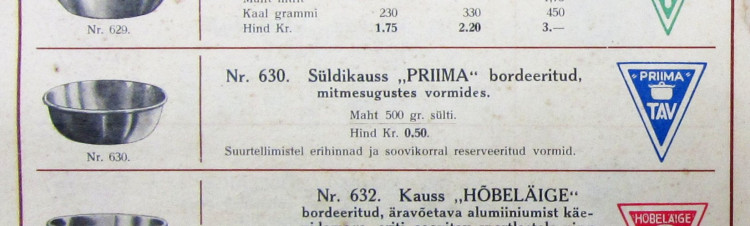 Kaal grammi 230 330 450
Nr. 629.
Hind Kr. 1.75 2.20 3.—
Nr. 630. Süldikauss „PRIIMA“ bordeeritud,
mitmesugustes vormides.
PRIIMA
TAV
Maht 500 gr. sülti.
Hind Kr. 0.50.
Nr. 630.
Suurtellimistel erihinnad ja soovikorral reserveeritud vormid.
Nr. 632. Kauss „HÕBELÄIGE“
HÕBELÄIGE
bordeeritud, äravõetava alumiiniumist käe-